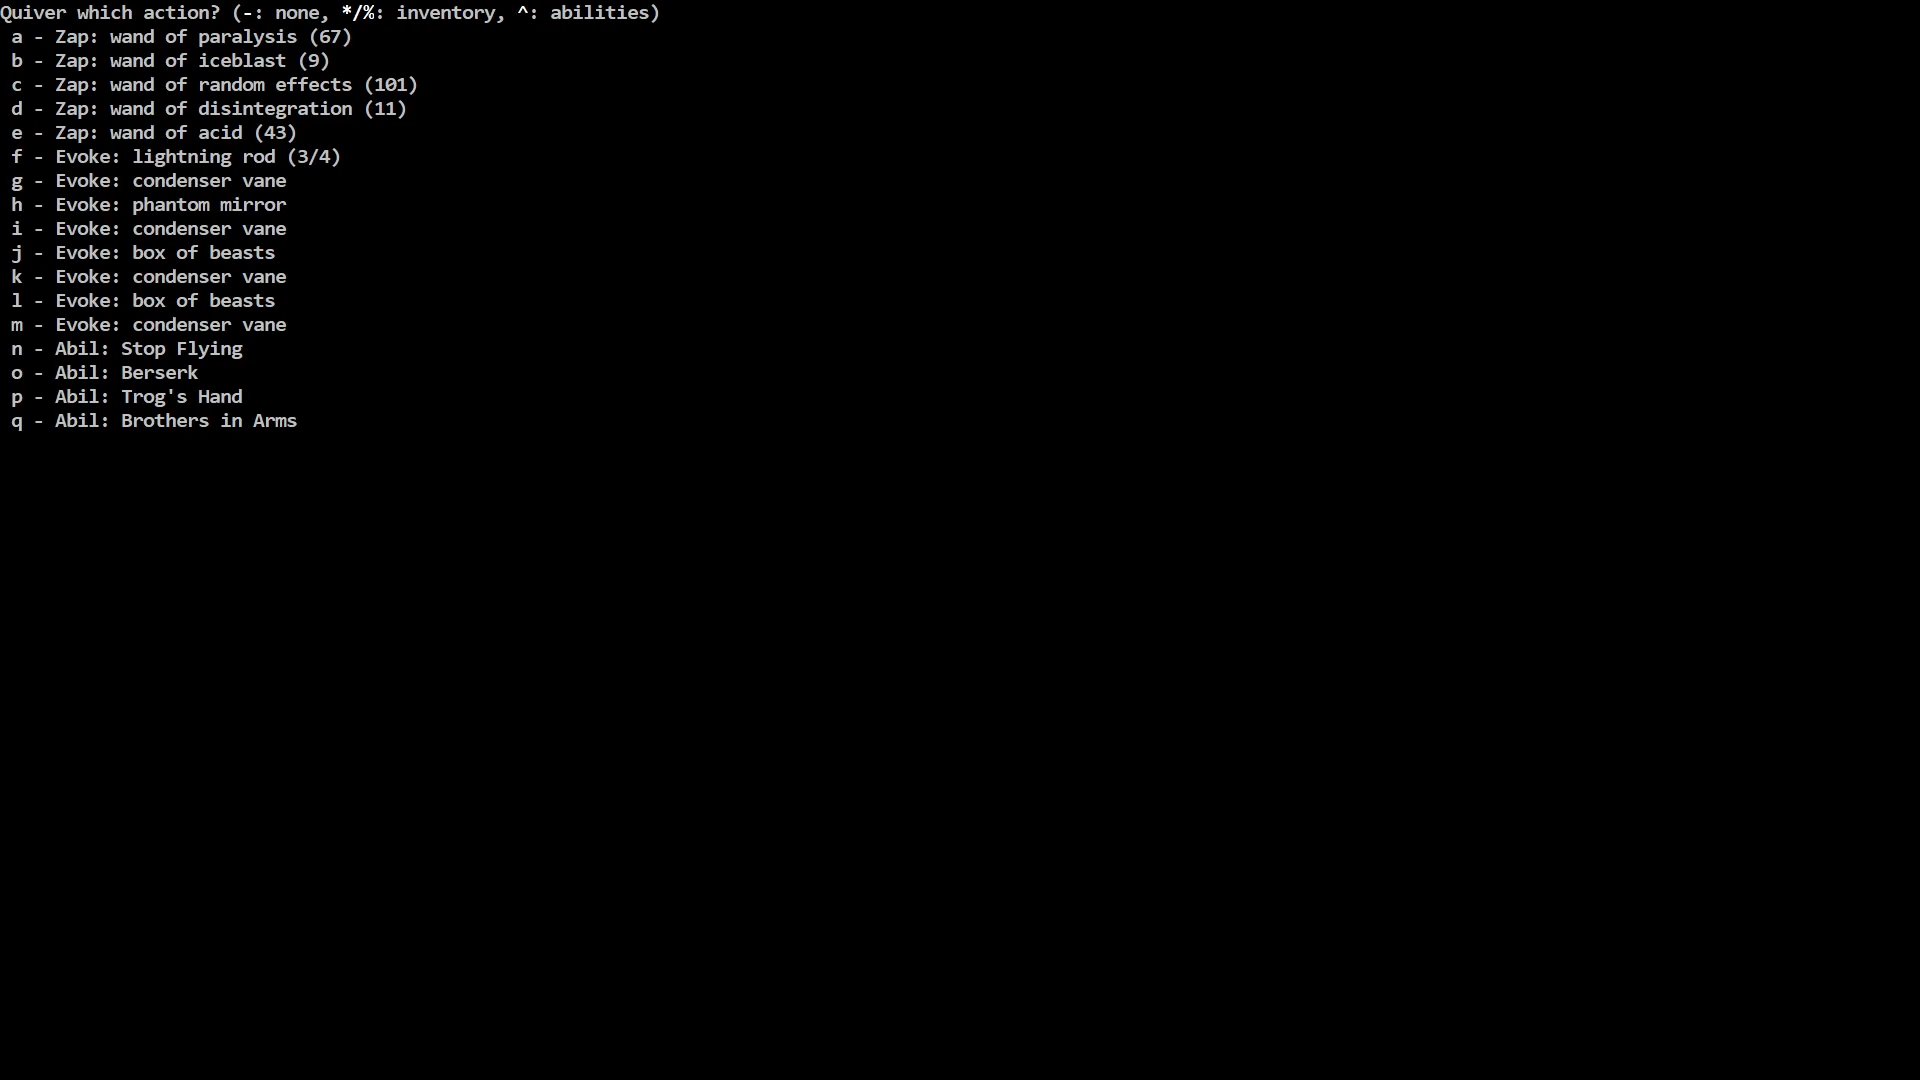 Quiver which action? (-: none, */%: inventory, ^: abilities)
a - Zap: wand of paralysis (67)
b - Zap: wand of iceblast (9)
c - Zap: wand of random effects (101)
d - Zap: wand of disintegration (11)
e - Zap: wand of acid (43)
f - Evoke: lightning rod (3/4)
g - Evoke: condenser vane
h - Evoke: phantom mirror
i - Evoke: condenser vane
j - Evoke: box of beasts
k - Evoke: condenser vane
l - Evoke: box of beasts
m - Evoke: condenser vane
n - Abil: Stop Flying
o - Abil: Berserk
p - Abil: Trog's Hand
q - Abil: Brothers in Arms